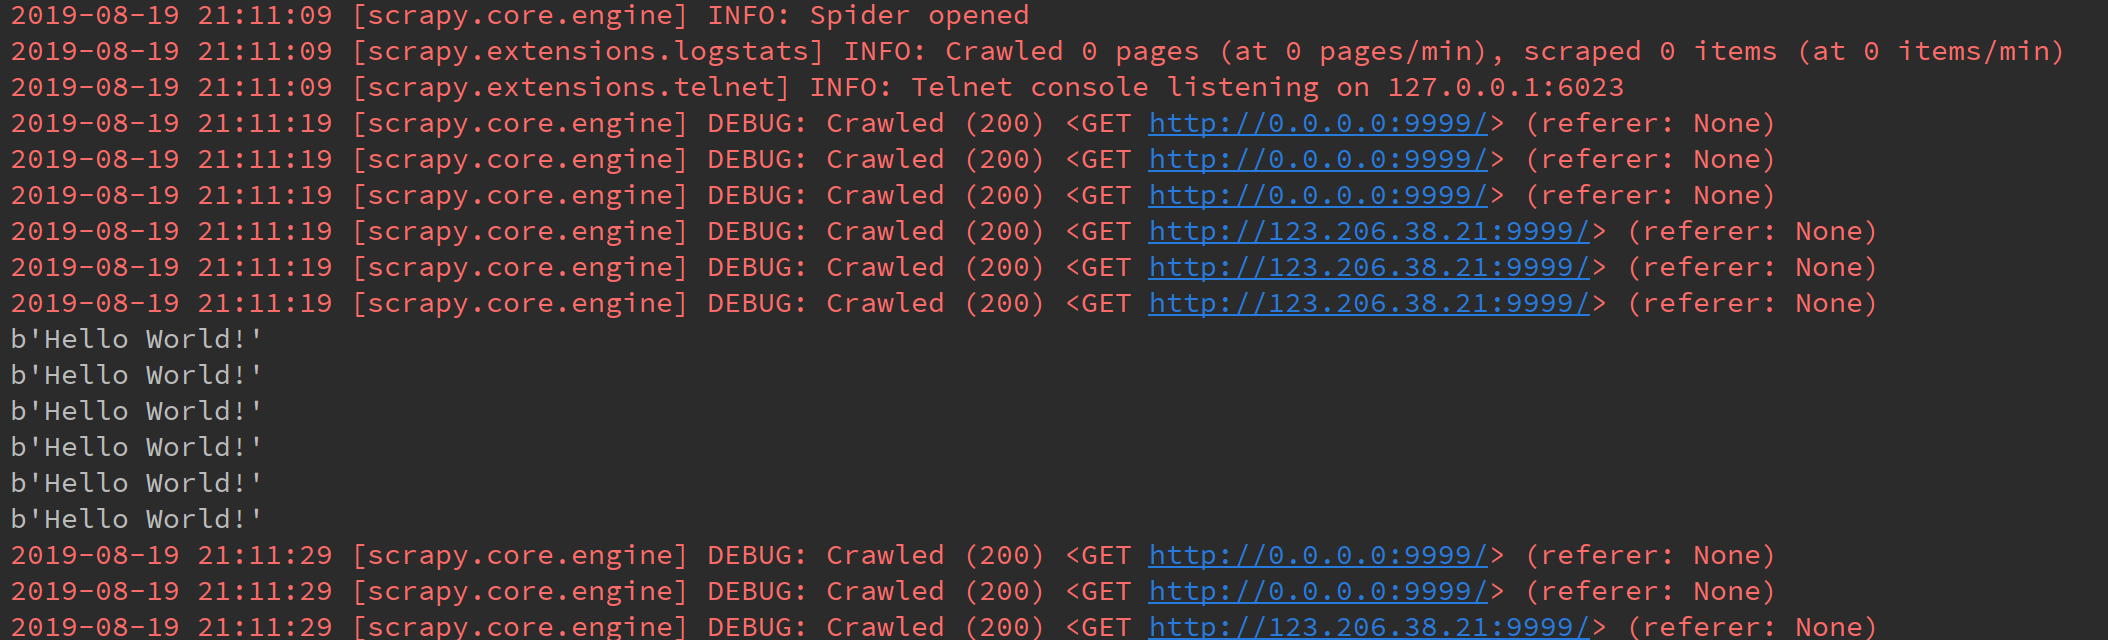 2019-08-19 21:11:09 [scrapy.core.engine] INFO: Spider opened
2019-08-19 21:11:09 [scrapy.extensions.logstats] INFO: Crawled 0 pages (at 0 pages/min), scraped 0 items (at 0 items/min)
2019-08-19 21:11:09 [scrapy.extensions.telnet] INFO: Telnet console listening on 127.0.0.1:6023
2019-08-19 21:11:19 [scrapy.core.engine] DEBUG: Crawled (200) <GET http://0.0.0.0:9999/> (referer: None)
2019-08-19 21:11:19 [scrapy.core.engine] DEBUG: Crawled (200) <GET http://0.0.0.0:9999/> (referer: None)
2019-08-19 21:11:19 [scrapy.core.engine] DEBUG: Crawled (200) <GET http://0.0.0.0:9999/> (referer: None)
2019-08-19 21:11:19 [scrapy.core.engine] DEBUG: Crawled (200) <GET http://123.206.38.21:9999/> (referer: None)
2019-08-19 21:11:19 [scrapy.core.engine] DEBUG: Crawled (200) <GET http://123.206.38.21:9999/> (referer: None)
2019-08-19 21:11:19 [scrapy.core.engine] DEBUG: Crawled (200) <GET http://123.206.38.21:9999/> (referer: None)
b'Hello World!'
b'Hello World!'
b'Hello World!'
b'Hello World!'
b'Hello World!'
b'Hello World!'
2019-08-19 21:11:29 [scrapy.core.engine] DEBUG: Crawled (200) <GET http://0.0.0.0:9999/> (referer: None)
2019-08-19 21:11:29 [scrapy.core.engine] DEBUG: Crawled (200) <GET http://0.0.0.0:9999/> (referer: None)
2019-08-19 21:11:29 [scrapy.core.engine] DEBUG: Crawled (200) <GET http://123.206.38.21:9999/> (referer: None)